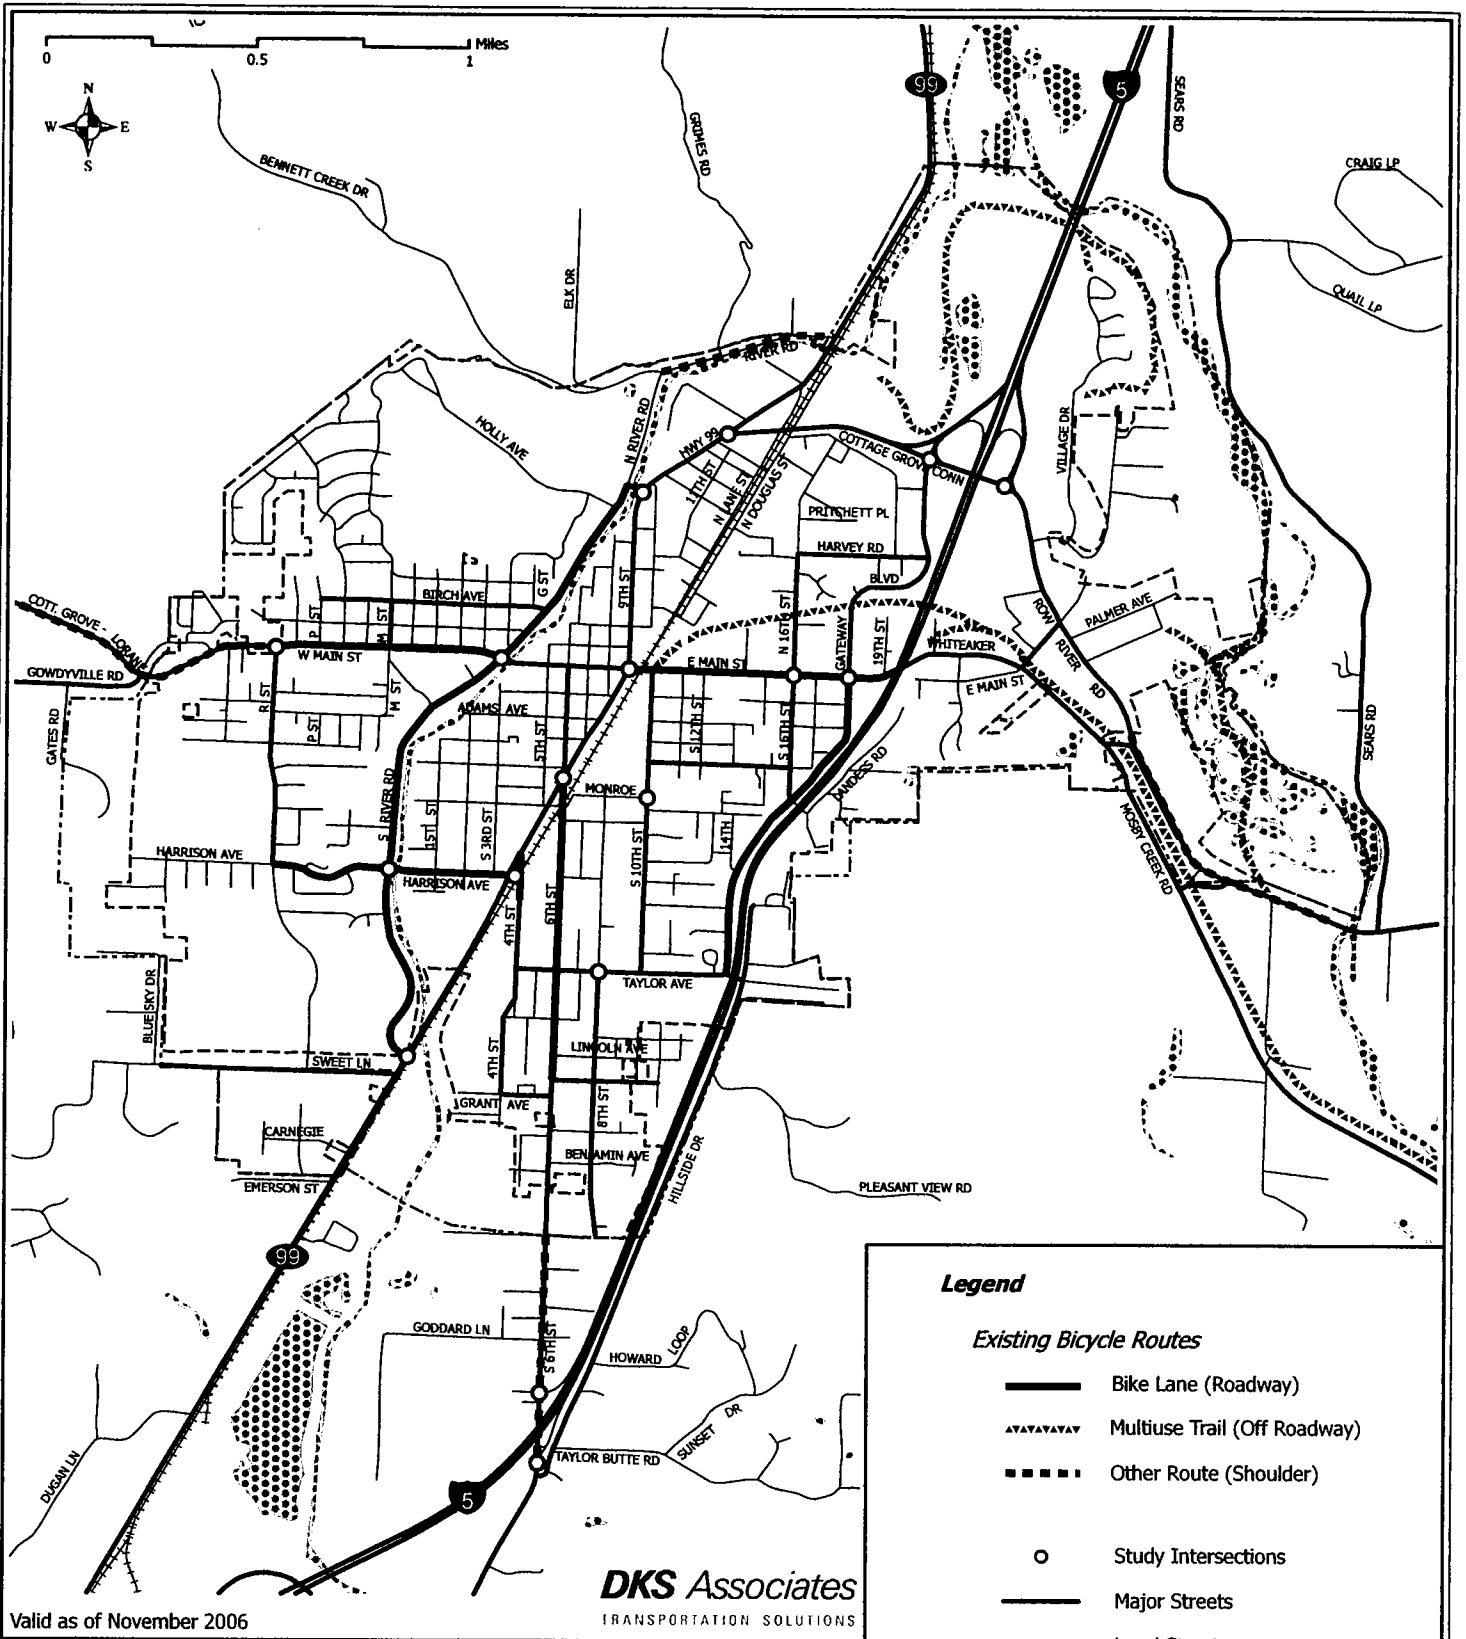 Miles
0
0.5
1
N
W
E
S
99
5
SEARS RD
GRIMES RD
BENNETT CREEK DR
CRAIG LP
QUAIL LP
ELK DR
RIVER RD
N RIVER RD
HOLLY AVE
HWY 99
COTTAGE GROVE CONN
VILLAGE DR
11TH ST
N LANE ST
N DOUGLAS ST
PRITCHETT PL
HARVEY RD
BLVD
G ST
9TH ST
BIRCH AVE
P ST
M ST
N 16TH ST
GATEWAY
19TH ST
ROW
RIVER
RD
PALMER AVE
WHITEAKER
COTT. GROVE - LORANE
GOWDYVILLE RD
W MAIN ST
E MAIN ST
E MAIN ST
R ST
P ST
M ST
GATES RD
ADAMS AVE
5TH ST
S 12TH ST
S 16TH ST
SEARS RD
LANDESS RD
MONROE
S RIVER RD
1ST ST
S 3RD ST
14TH
S 10TH ST
MOSBY CREEK RD
HARRISON AVE
HARRISON AVE
4TH ST
6TH ST
TAYLOR AVE
BLUE SKY DR
SWEET LN
4TH ST
LINCOLN AVE
GRANT AVE
8TH ST
CARNEGIE
BENJAMIN AVE
HILLSIDE DR
EMERSON ST
PLEASANT VIEW RD
99
GODDARD LN
S 6TH ST
HOWARD LOOP
SUNSET DR
TAYLOR BUTTE RD
DUGAN LN
5
Legend
Existing Bicycle Routes
Bike Lane (Roadway)
Multiuse Trail (Off Roadway)
Other Route (Shoulder)
Study Intersections
Major Streets
DKS Associates
TRANSPORTATION SOLUTIONS
Valid as of November 2006